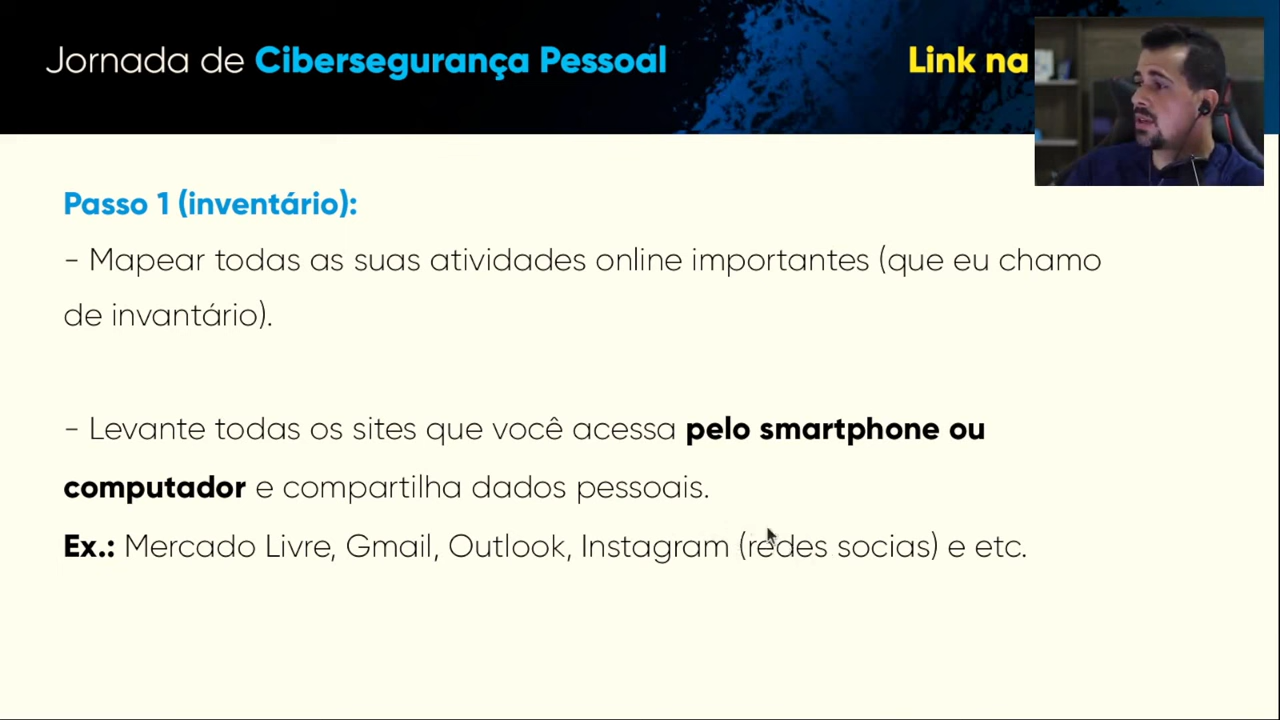 Jornada de Cibersegurança Pessoal
Link na
Passo 1 (inventário):
- Mapear todas as suas atividades online importantes (que eu chamo
de invantário).
- Levante todas os sites que você acessa pelo smartphone ou
computador e compartilha dados pessoais.
Ex.: Mercado Livre, Gmail, Outlook, Instagram (redes socias) e etc.